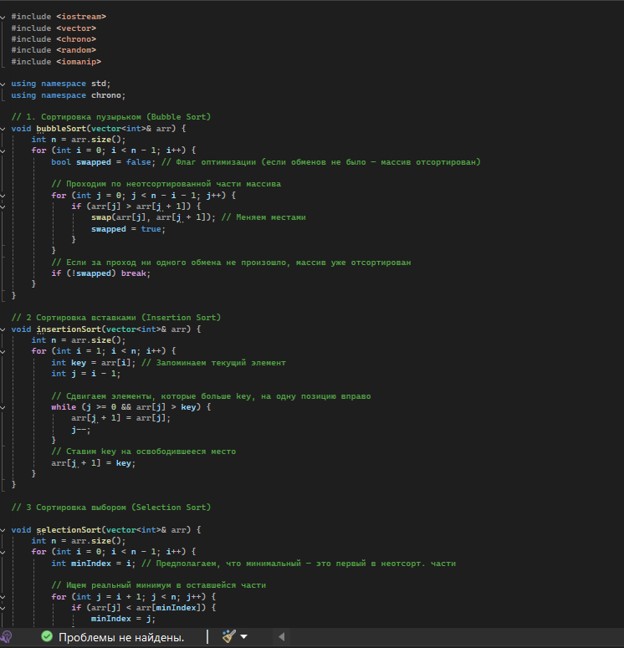 #include <iostream>
#include <vector>
#include <chrono>
#include <random>
#include <iomanip>
using namespace std;
using namespace chrono;
// 1. Сортировка пузырьком (Bubble Sort)
void bubbleSort(vector<int>& arr) {
int n = arr.size();
for (int i = 0; i < n - 1; i++) {
bool swapped = false; // Флаг оптимизации (если обменов не было — массив отсортирован)
// Проходим по неотсортированной части массива
for (int j = 0; j < n - i - 1; j++) {
if (arr[j] > arr[j + 1]) {
swap(arr[j], arr[j + 1]); // Меняем местами
swapped = true;
}
}
// Если за проход ни одного обмена не произошло, массив уже отсортирован
if (!swapped) break;
}
}
// 2 Сортировка вставками (Insertion Sort)
void insertionSort(vector<int>& arr) {
int n = arr.size();
for (int i = 1; i < n; i++) {
int key = arr[i]; // Запоминаем текущий элемент
int j = i - 1;
// Сдвигаем элементы, которые больше key, на одну позицию вправо
while (j >= 0 && arr[j] > key) {
arr[j + 1] = arr[j];
j--;
}
// Ставим key на освободившееся место
arr[j + 1] = key;
}
}
// 3 Сортировка выбором (Selection Sort)
void selectionSort(vector<int>& arr) {
int n = arr.size();
for (int i = 0; i < n - 1; i++) {
int minIndex = i; // Предполагаем, что минимальный — это первый в неотсорт. части
// Ищем реальный минимум в оставшейся части
for (int j = i + 1; j < n; j++) {
if (arr[j] < arr[minIndex]) {
minIndex = j;
Проблемы не найдены.